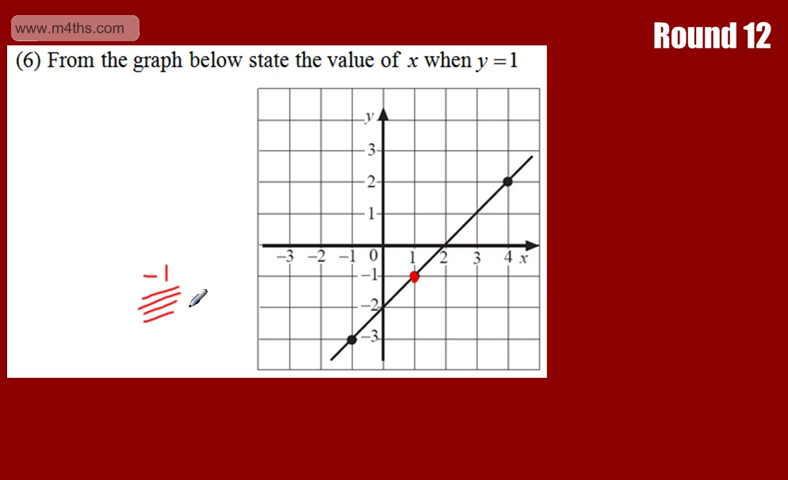 www.m4ths.com
Round 12
(6) From the graph below state the value of x when y = 1
y
3
2
1
-3 -2 -1 0 1 2 3 4 x
-1
-2
-3
-1